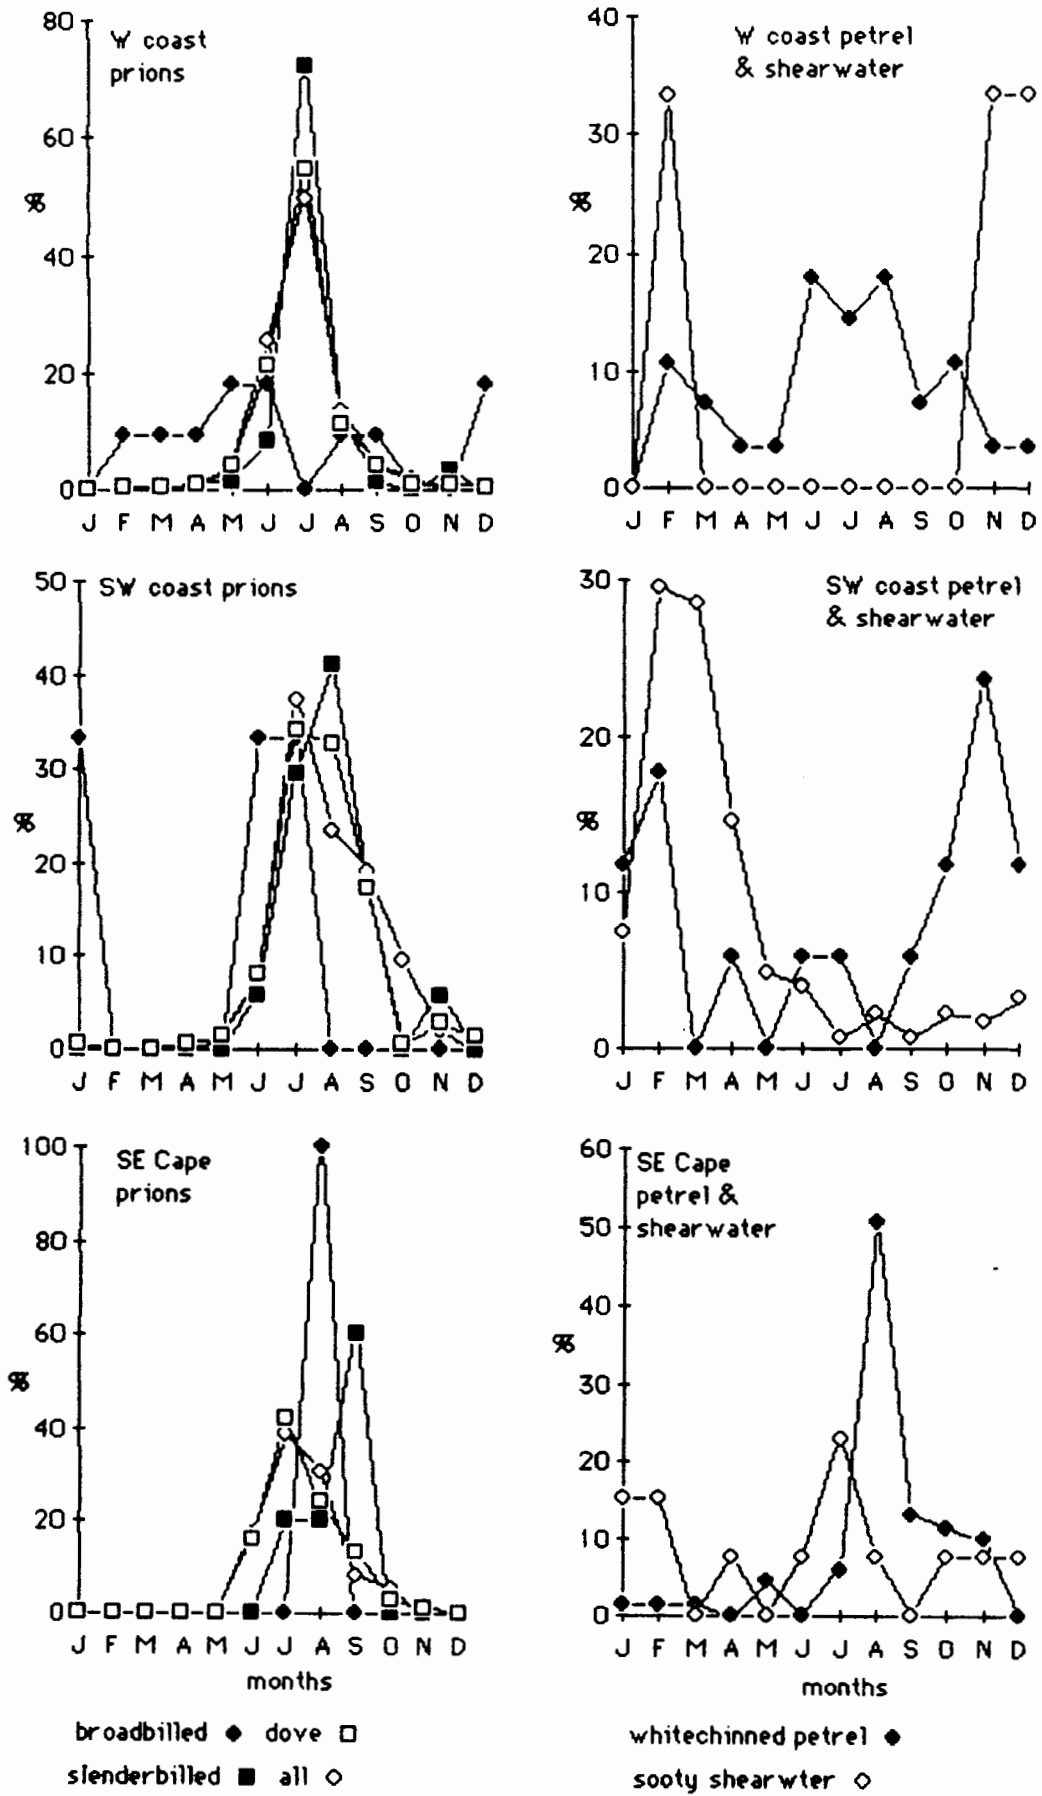 80
W coast
prions
60
%
40
20
0
J F M A M J J A S O N D
40
W coast petrel
& shearwater
30
%
20
10
0
J F M A M J J A S O N D
50
SW coast prions
40
30
%
20
10
0
J F M A M J J A S O N D
30
SW coast petrel
& shearwater
20
%
10
0
J F M A M J J A S O N D
100
SE Cape
prions
80
60
%
40
20
0
J F M A M J J A S O N D
months
broadbilled dove
slenderbilled all
60
SE Cape
petrel &
shearwater
50
40
%
30
20
10
0
J F M A M J J A S O N D
months
whitechinned petrel
sooty shearwter